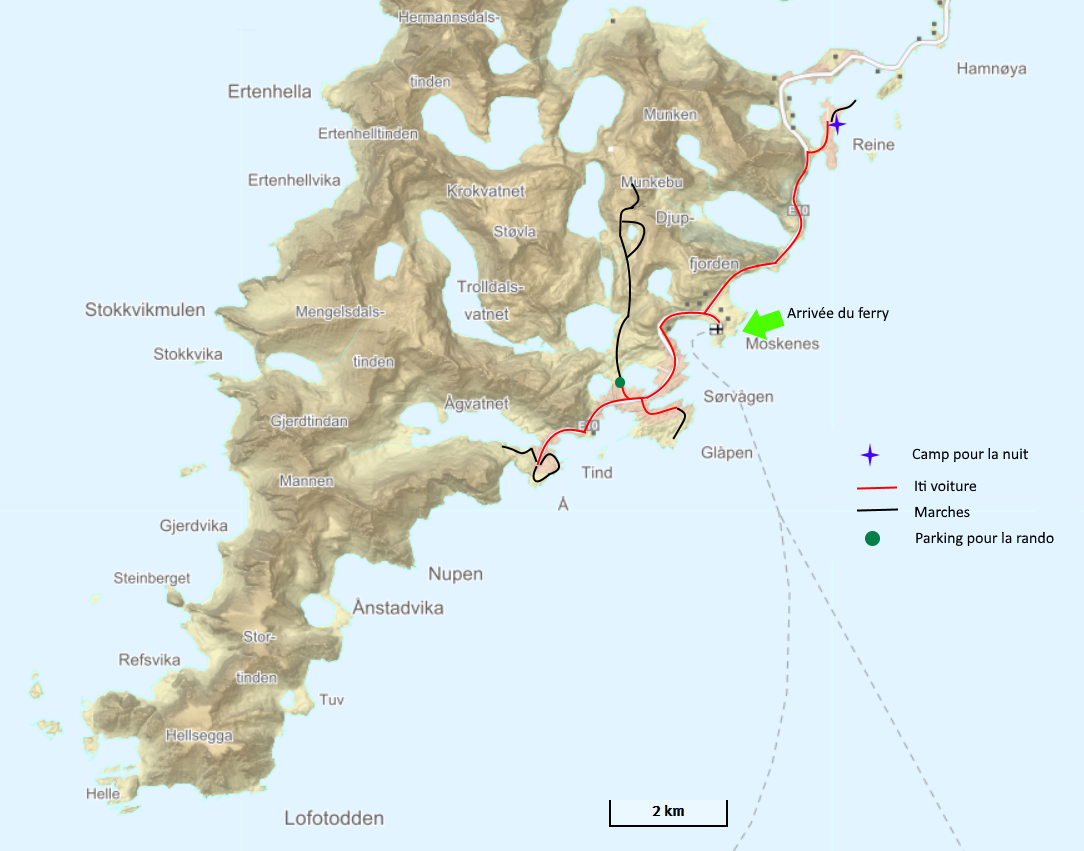 Hermannsdals-
tinden
Ertenhella
Hamnøya
Munken
Ertenhelltinden
Reine
Ertenhellvika
Munkebu
Krokvatnet
E10
Djup-
Støvla
fjorden
Trolldals-
vatnet
Stokkvikmulen
Mengelsdals-
tinden
Arrivée du ferry
Moskenes
Stokkvika
Sørvågen
Ågvatnet
Gjerdtindan
E10
Glåpen
Camp pour la nuit
Tind
Mannen
Iti voiture
Å
Marches
Gjerdvika
Parking pour la rando
Nupen
Steinberget
Ånstadvika
Stor-
tinden
Refsvika
Tuv
Hellsegga
Helle
Lofotodden
2 km